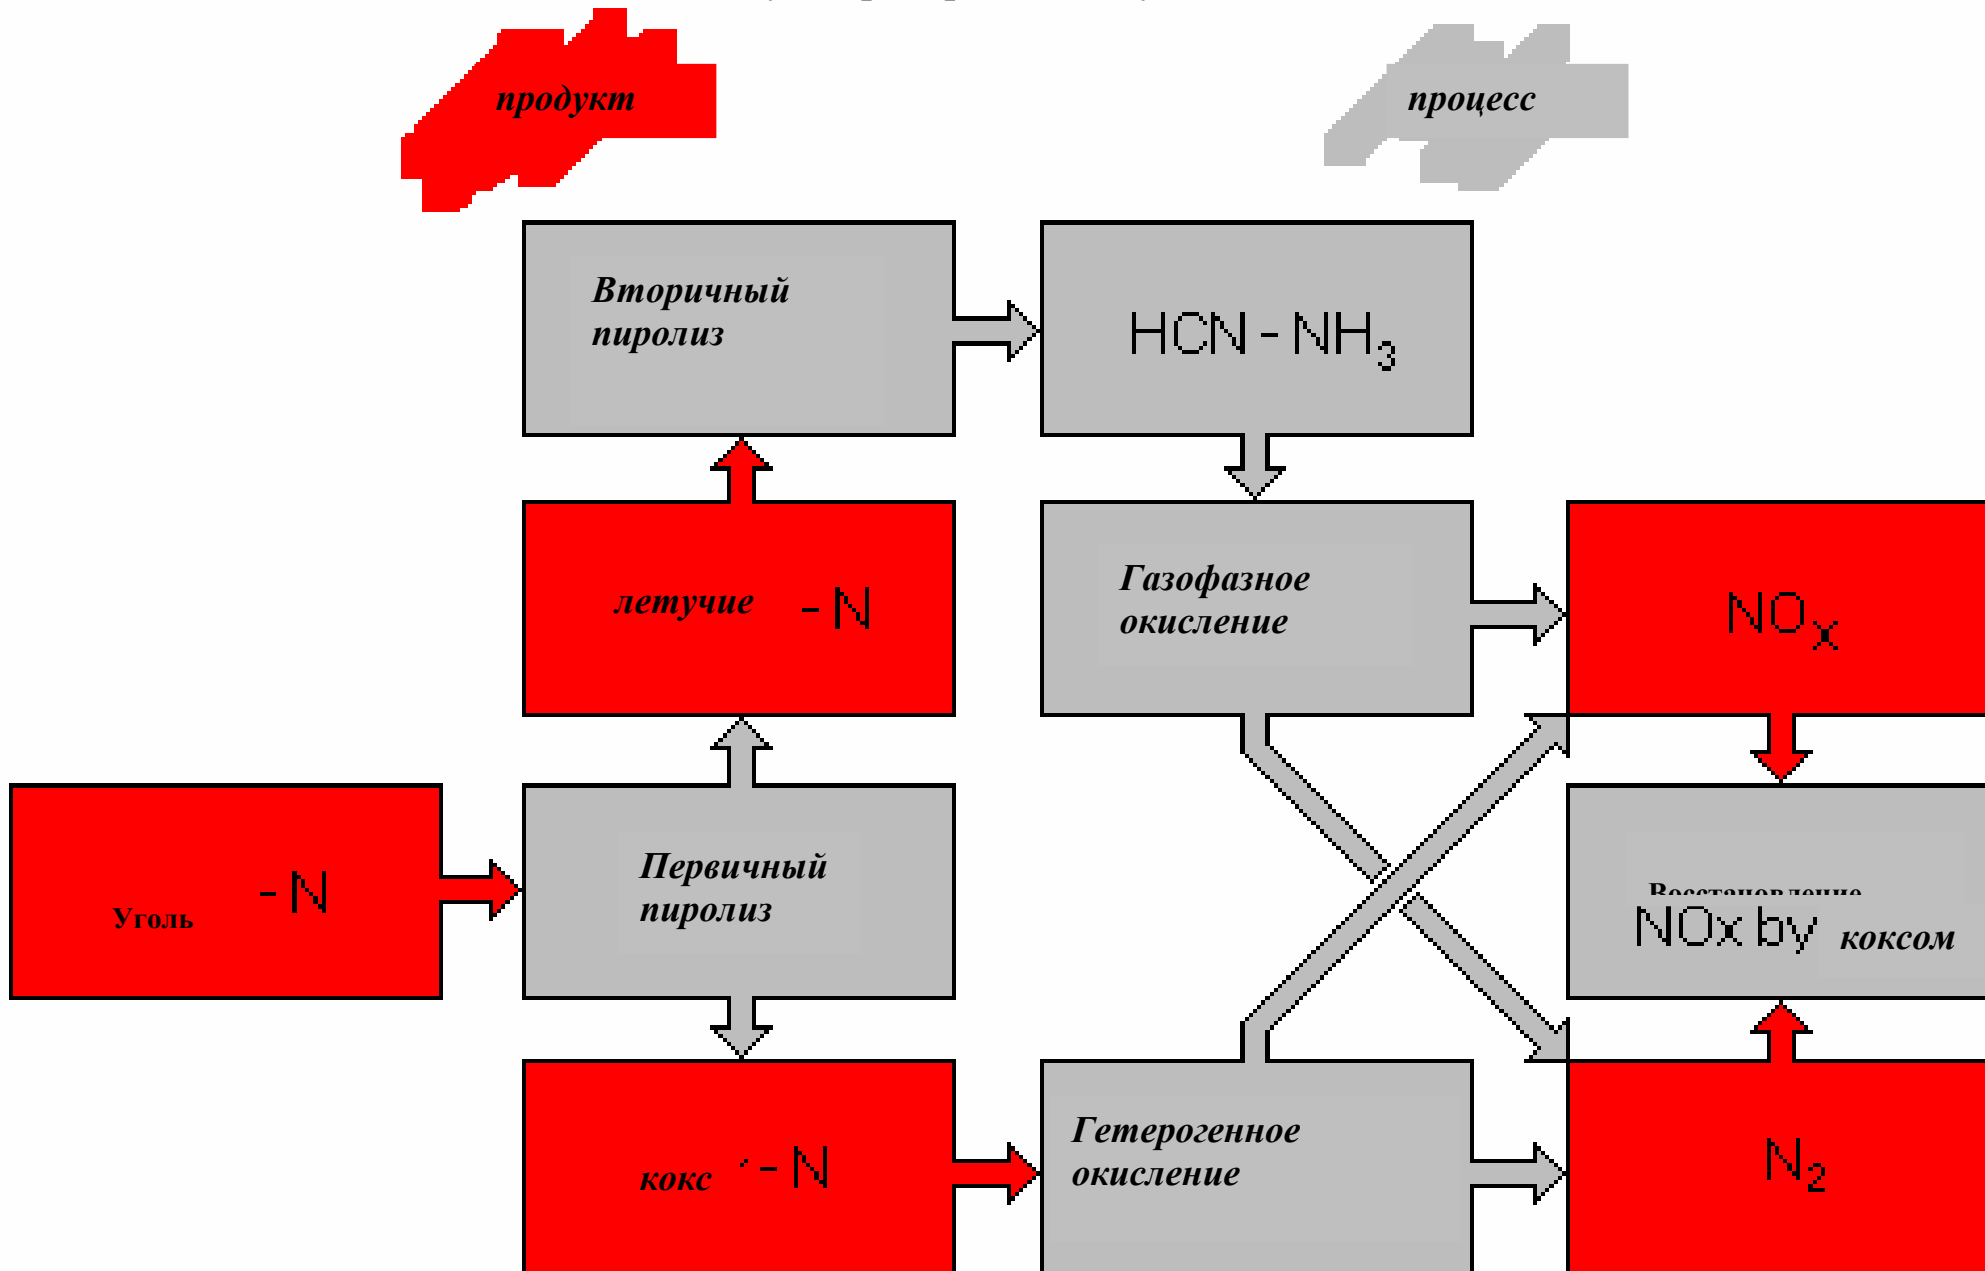 продукт
процесс
Вторичный
пиролиз
HCN - NH3
летучие - N
Газофазное
окисление
NOx
Уголь - N
Первичный
пиролиз
Восстановление
NOx by коксом
кокс - N
Гетерогенное
окисление
N2